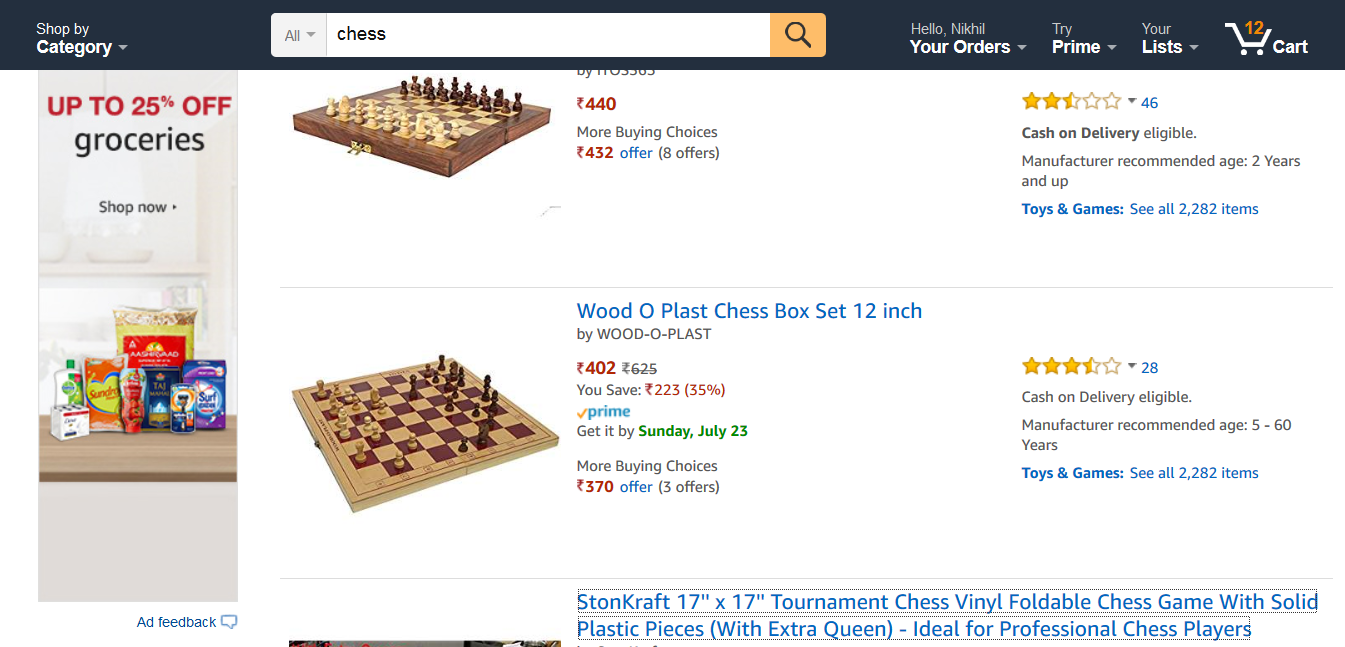 Shop by
Category
All
chess
Hello, Nikhil
Your Orders
Try
Prime
Your
Lists
12
Cart
UP TO 25% OFF
groceries
Shop now
AASHIRVAAD
Sundrop
TAJ
MAHAL
Surf
Ad feedback
by ITOS365
₹440
More Buying Choices
₹432 offer (8 offers)
46
Cash on Delivery eligible.
Manufacturer recommended age: 2 Years
and up
Toys & Games: See all 2,282 items
Wood O Plast Chess Box Set 12 inch
by WOOD-O-PLAST
₹402 ₹625
You Save: ₹223 (35%)
prime
Get it by Sunday, July 23
More Buying Choices
₹370 offer (3 offers)
28
Cash on Delivery eligible.
Manufacturer recommended age: 5 - 60
Years
Toys & Games: See all 2,282 items
StonKraft 17" x 17" Tournament Chess Vinyl Foldable Chess Game With Solid
Plastic Pieces (With Extra Queen) - Ideal for Professional Chess Players